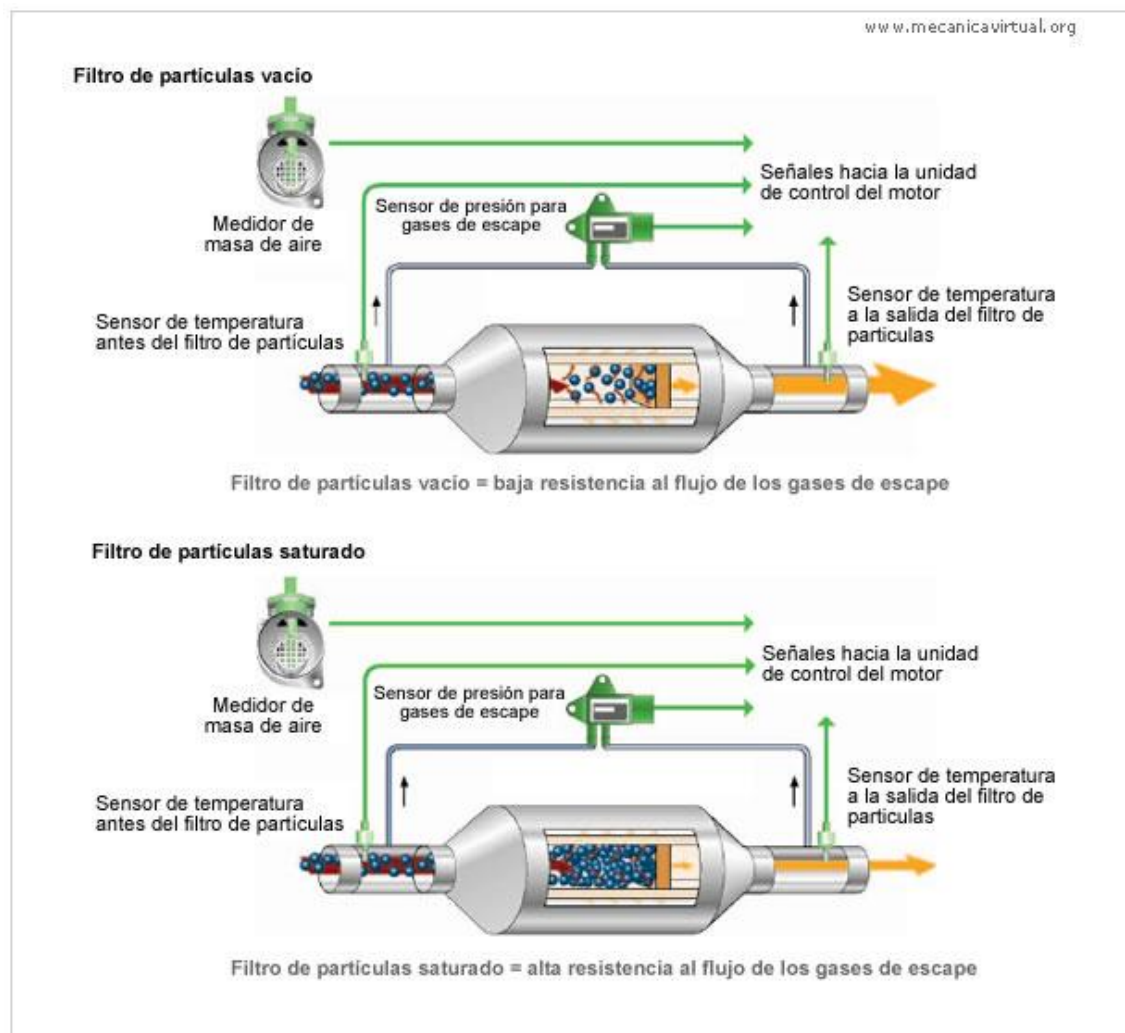 www.mecanicavirtual.org
Filtro de partículas vacío
Señales hacia la unidad
de control del motor
Sensor de presión para
gases de escape
Medidor de
masa de aire
Sensor de temperatura
a la salida del filtro de
particulas
Sensor de temperatura
antes del filtro de partículas
Filtro de partículas vacio = baja resistencia al flujo de los gases de escape
Filtro de partículas saturado
Señales hacia la unidad
de control del motor
Sensor de presión para
gases de escape
Medidor de
masa de aire
Sensor de temperatura
a la salida del filtro de
particulas
Sensor de temperatura
antes del filtro de partículas
Filtro de partículas saturado = alta resistencia al flujo de los gases de escape